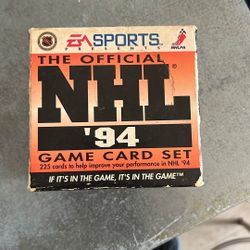 EA SPORTS
PRESENTS
NHLPA
THE OFFICIAL
NHL®
'94
GAME CARD SET
225 cards to help improve your performance in NHL '94
IF IT'S IN THE GAME, IT'S IN THE GAME™